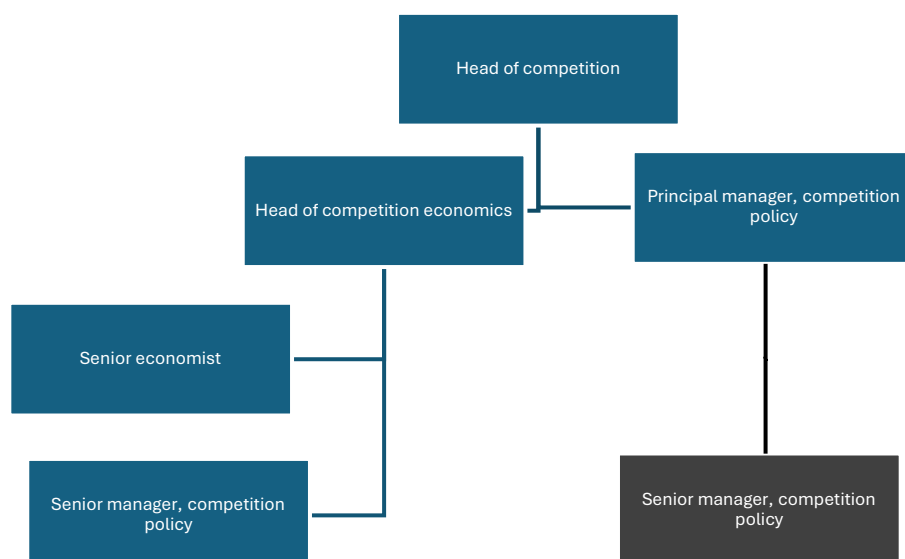 Head of competition
Head of competition economics
Principal manager, competition
policy
Senior economist
Senior manager, competition
policy
Senior manager, competition
policy